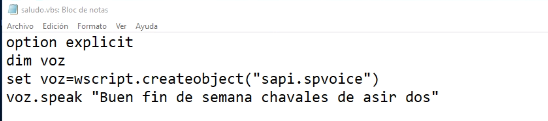 saludo.vbs: Bloc de notas
Archivo Edición Formato Ver Ayuda
option explicit
dim voz
set voz=wscript.createobject("sapi.spvoice")
voz.speak "Buen fin de semana chavales de asir dos"